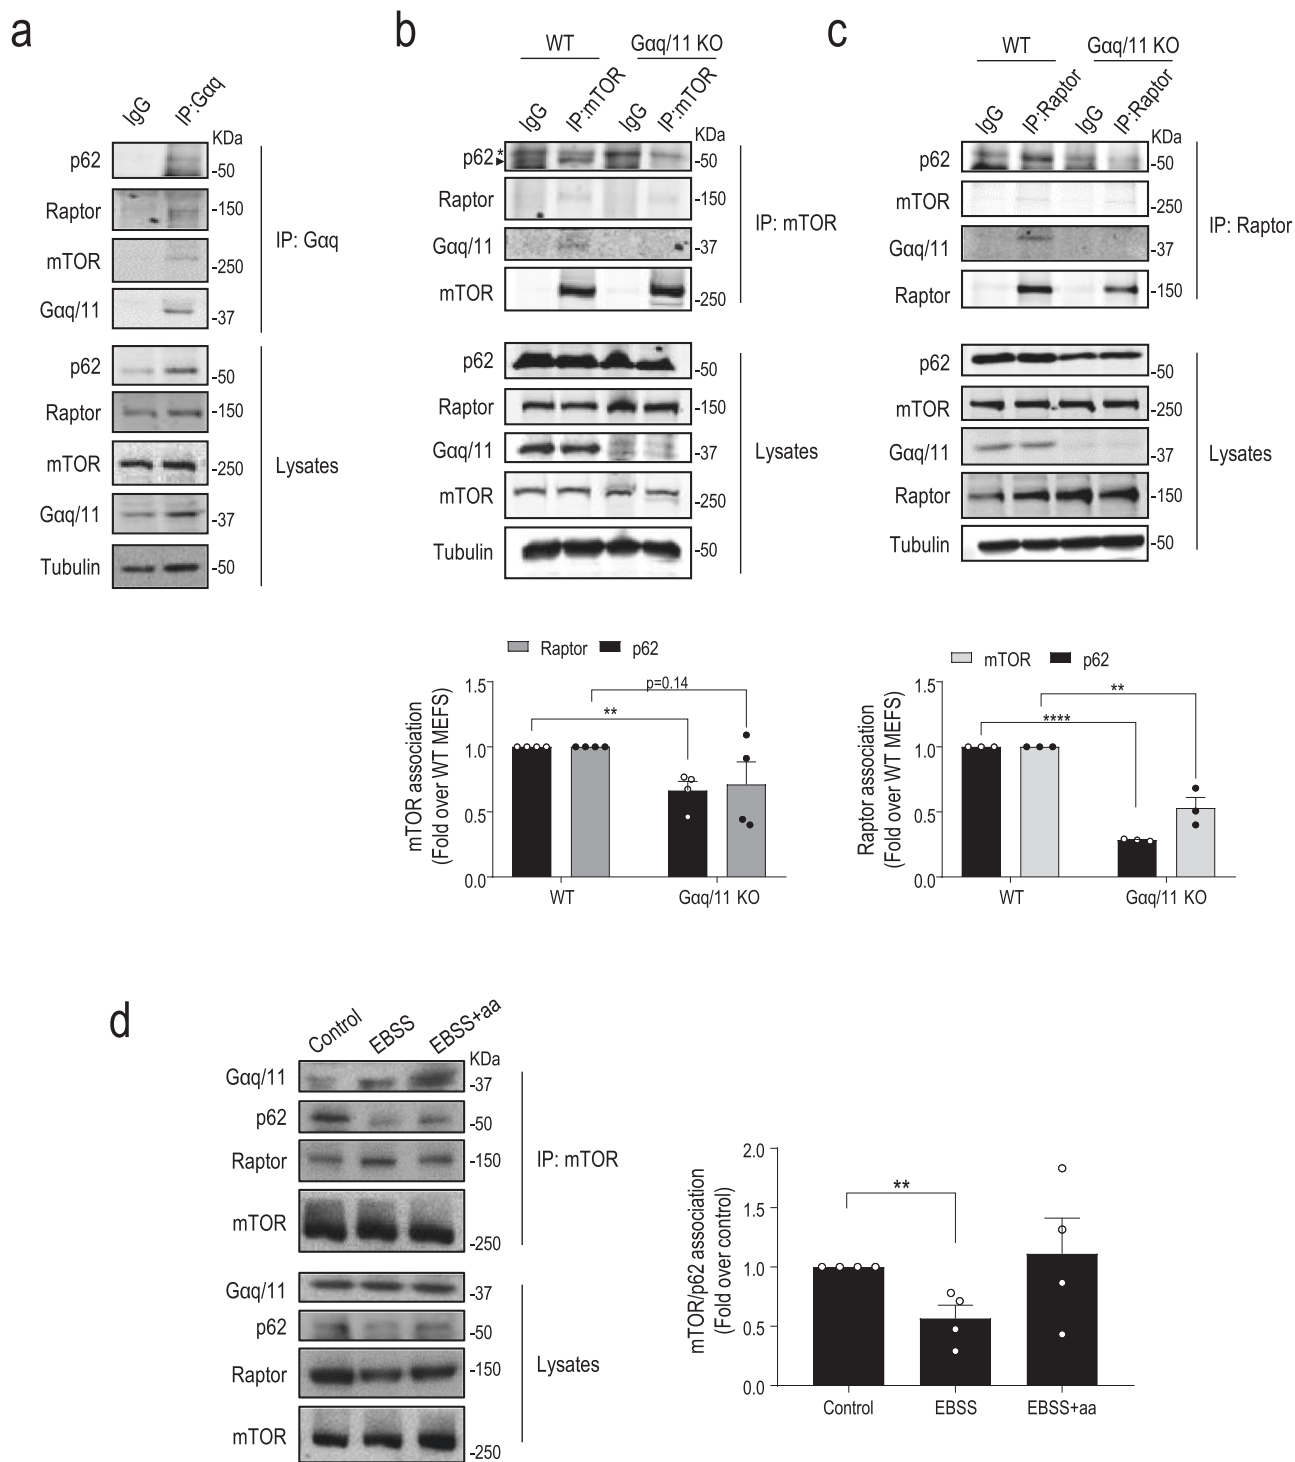 a
IgG
IP:Gαq
KDa
p62
-50
Raptor
-150
mTOR
-250
Gαq/11
-37
IP: Gαq
p62
-50
Raptor
-150
mTOR
-250
Gαq/11
-37
Tubulin
-50
Lysates
b
WT
Gαq/11 KO
IgG
IP:mTOR
IgG
IP:mTOR
KDa
p62
*
-50
Raptor
-150
Gαq/11
-37
mTOR
-250
IP: mTOR
p62
-50
Raptor
-150
Gαq/11
-37
mTOR
-250
Tubulin
-50
Lysates
Raptor
p62
mTOR association
(Fold over WT MEFS)
1.5
1.0
0.5
0.0
**
p=0.14
WT
Gαq/11 KO
c
WT
Gαq/11 KO
IgG
IP:Raptor
IgG
IP:Raptor
KDa
p62
-50
mTOR
-250
Gαq/11
-37
Raptor
-150
IP: Raptor
p62
-50
mTOR
-250
Gαq/11
-37
Raptor
-150
Tubulin
-50
Lysates
mTOR
p62
Raptor association
(Fold over WT MEFS)
1.5
1.0
0.5
0.0
****
**
WT
Gαq/11 KO
d
Control
EBSS
EBSS+aa
KDa
Gαq/11
-37
p62
-50
Raptor
-150
mTOR
-250
IP: mTOR
Gαq/11
-37
p62
-50
Raptor
-150
mTOR
-250
Lysates
mTOR/p62 association
(Fold over control)
2.0
1.5
1.0
0.5
0.0
**
Control
EBSS
EBSS+aa